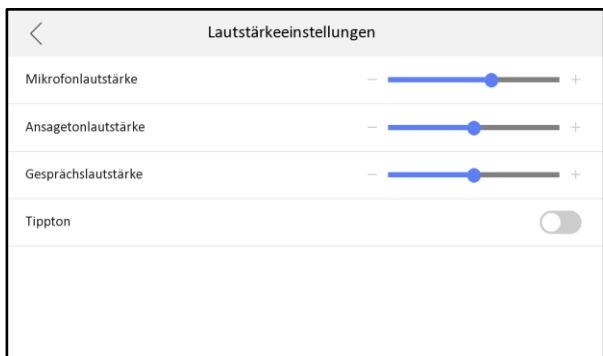 Lautstärkeeinstellungen
Mikrofonlautstärke
Ansagetonlautstärke
Gesprächslautstärke
Tippton